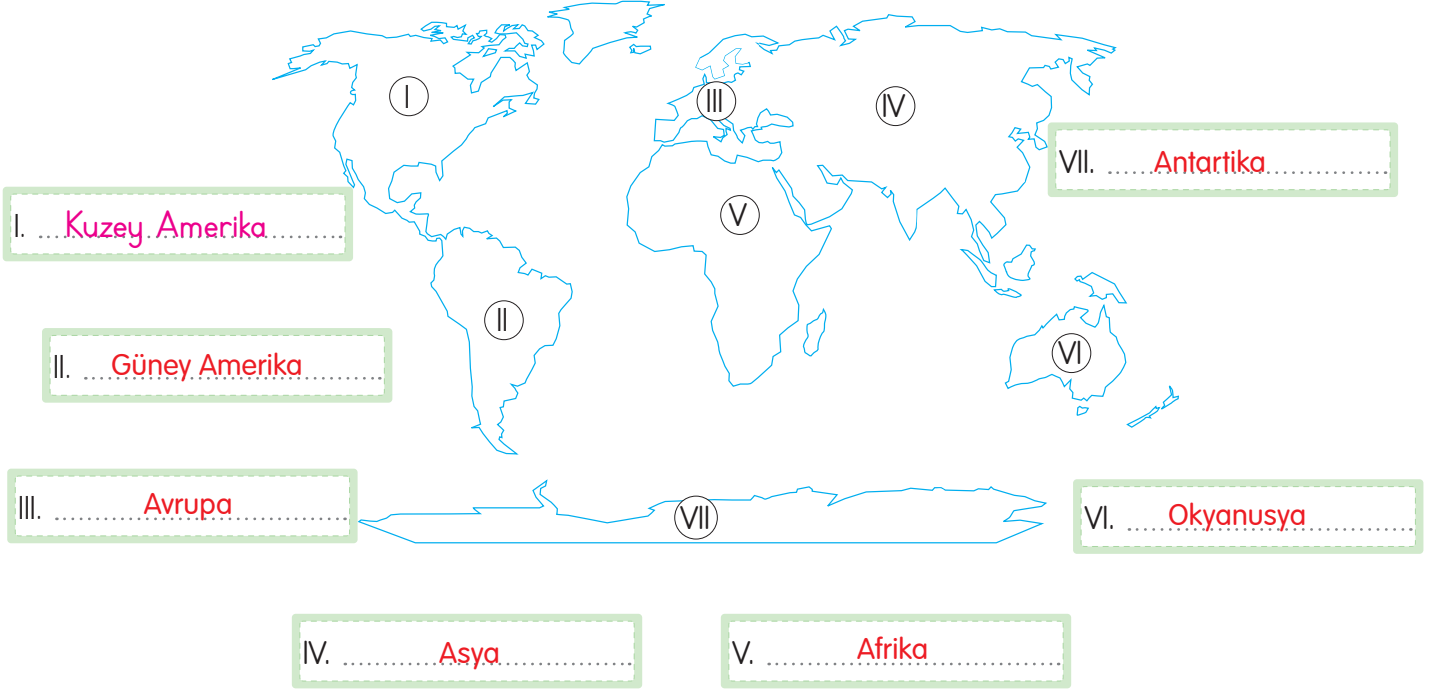 I
III
IV
VII. Antartika
V
I. Kuzey Amerika
II
VI
II. Güney Amerika
III. Avrupa
VII
VI. Okyanusya
IV. Asya
V. Afrika